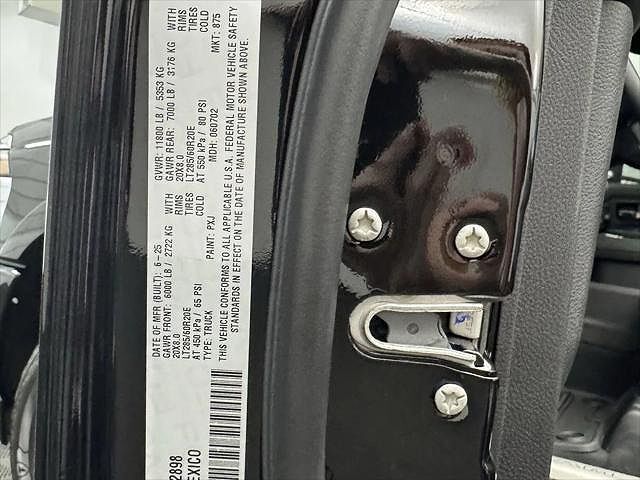 DATE OF MFR (BUILT): 6-25 GVWR: 11800 LB / 5353 KG
GAWR FRONT: 6000 LB / 2722 KG WITH GAWR REAR: 7000 LB / 3176 KG WITH
20X8.0 RIMS 20X8.0 RIMS
LT285/60R20E TIRES LT285/60R20E TIRES
AT 450 kPa / 65 PSI COLD AT 550 kPa / 80 PSI COLD
TYPE: TRUCK PAINT: PXJ MDH: 060702 MKT: 875
THIS VEHICLE CONFORMS TO ALL APPLICABLE U.S.A. FEDERAL MOTOR VEHICLE SAFETY
STANDARDS IN EFFECT ON THE DATE OF MANUFACTURE SHOWN ABOVE.
2898
EXICO